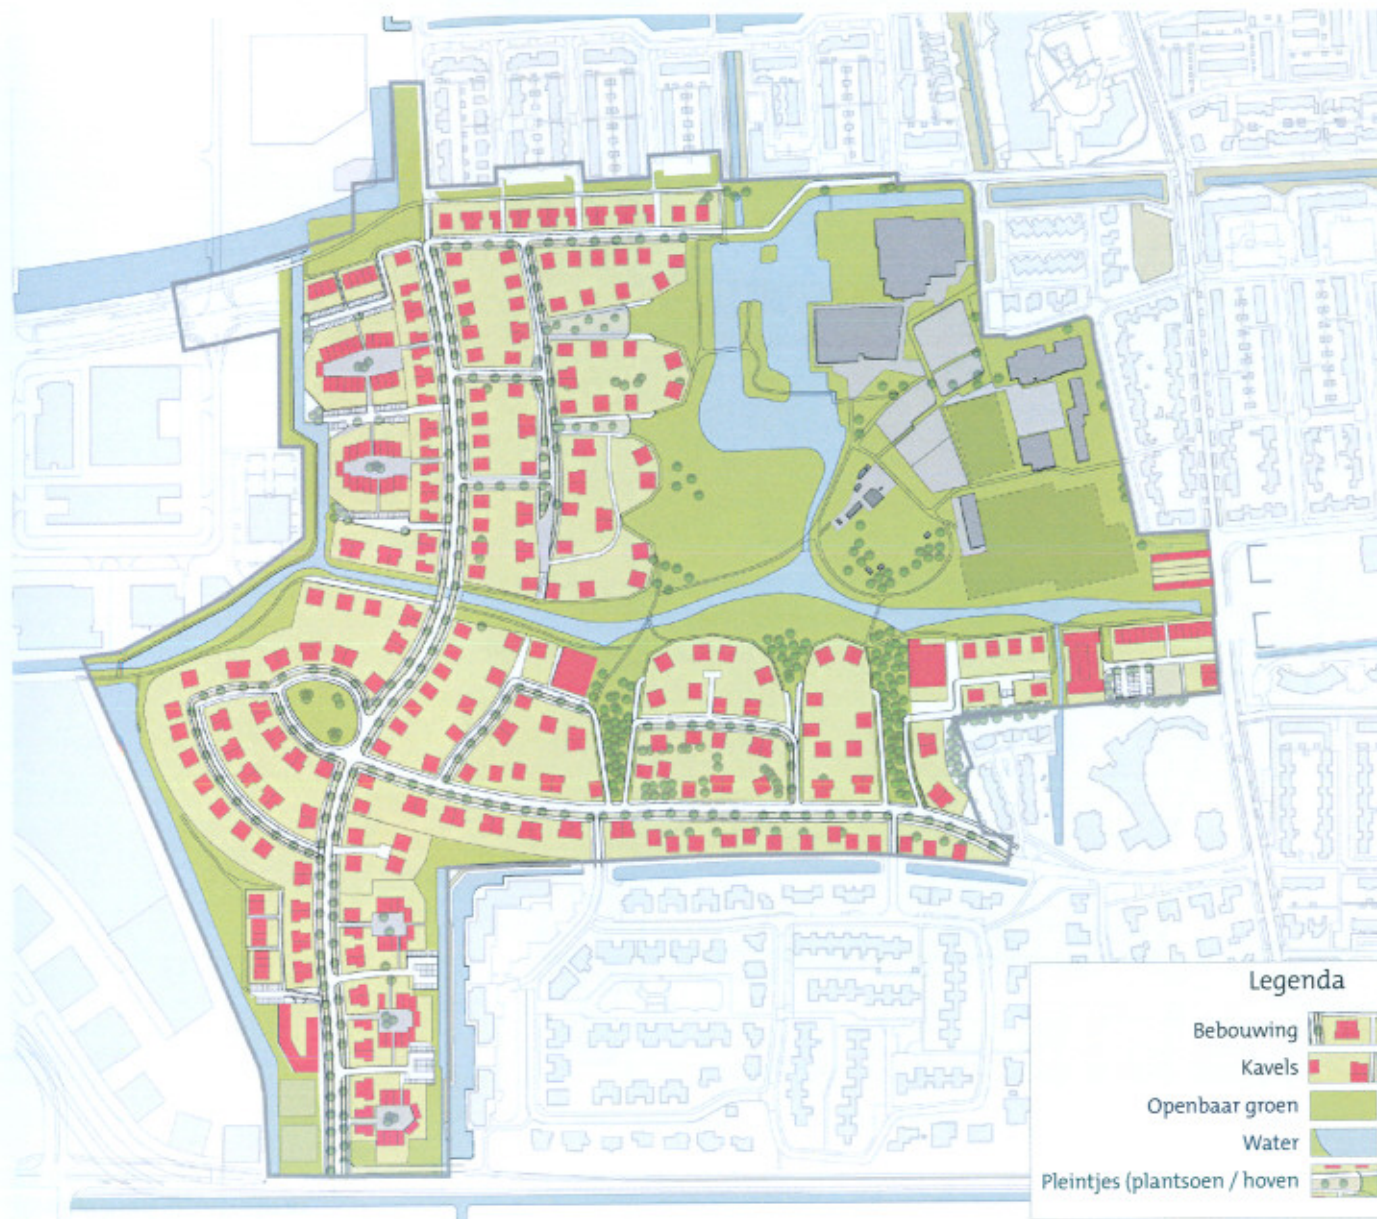 Legenda
Bebouwing
Kavels
Openbaar groen
Water
Pleintjes (plantsoen / hoven